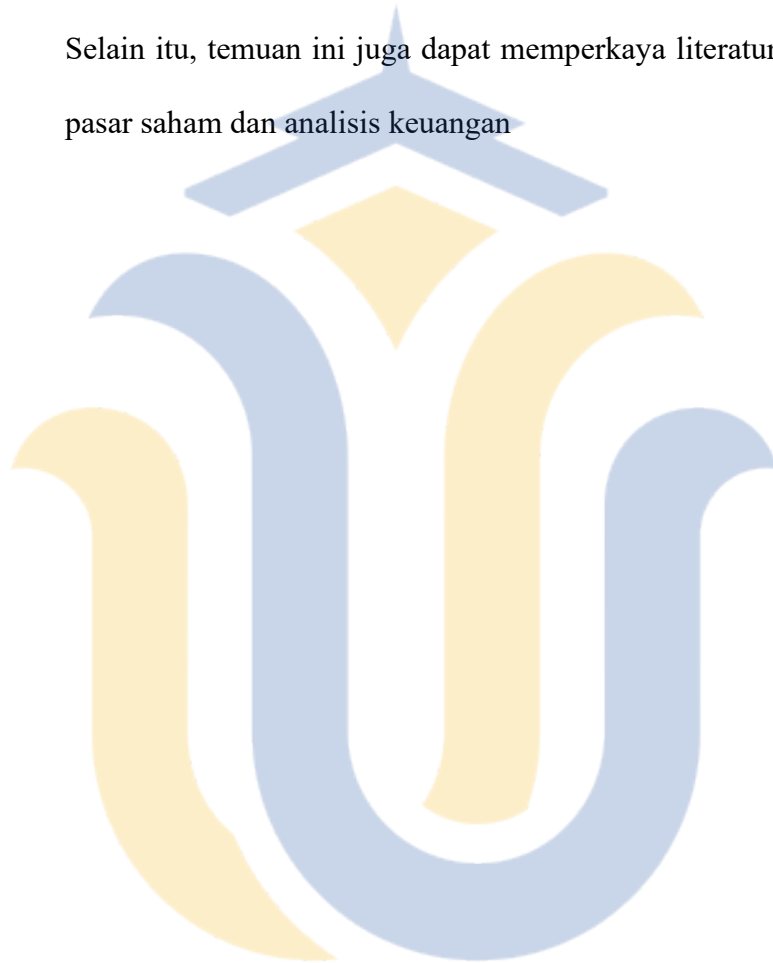 Selain itu, temuan ini juga dapat memperkaya literatur
pasar saham dan analisis keuangan